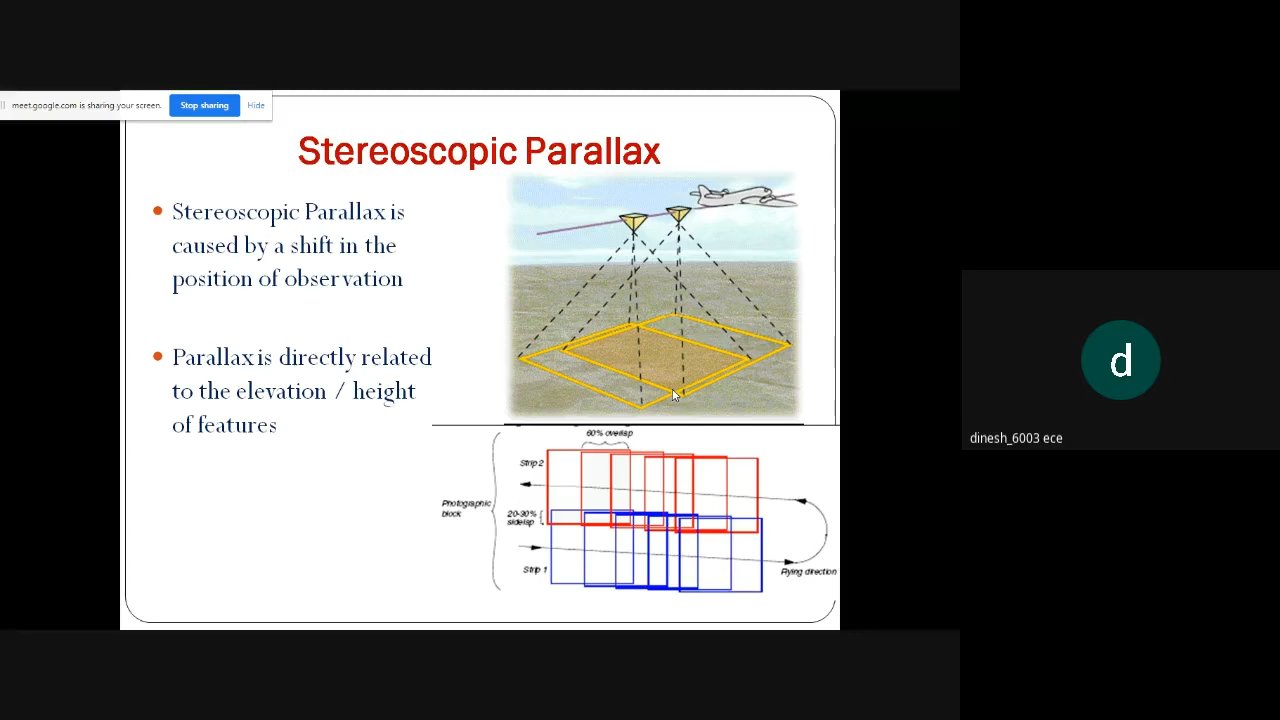 meet.google.com is sharing your screen.
Stop sharing
Hide
Stereoscopic Parallax
Stereoscopic Parallax is
caused by a shift in the
position of observation
Parallax is directly related
to the elevation / height
of features
60% overlap
Strip 2
Photographic
block
20-30%
sidelap
Strip 1
Flying direction
d
dinesh_6003 ece